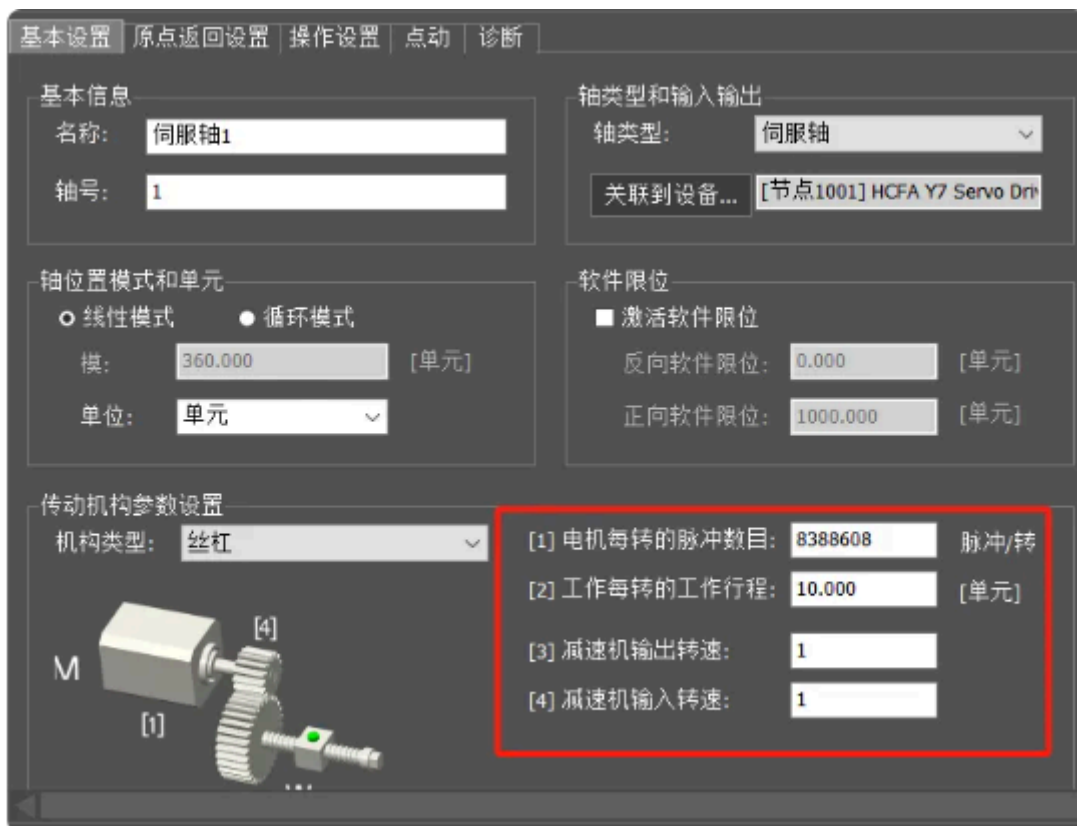 基本设置 原点返回设置 操作设置 点动 诊断
基本信息
名称: 伺服轴1
轴号: 1
轴类型和输入输出
轴类型: 伺服轴
关联到设备... [节点1001] HCFA Y7 Servo Driv
轴位置模式和单元
线性模式 循环模式
模: 360.000 [单元]
单位: 单元
软件限位
激活软件限位
反向软件限位: 0.000 [单元]
正向软件限位: 1000.000 [单元]
传动机构参数设置
机构类型: 丝杠
[1] 电机每转的脉冲数目: 8388608 脉冲/转
[2] 工作每转的工作行程: 10.000 [单元]
[3] 减速机输出转速: 1
[4] 减速机输入转速: 1
[4]
M
[1]